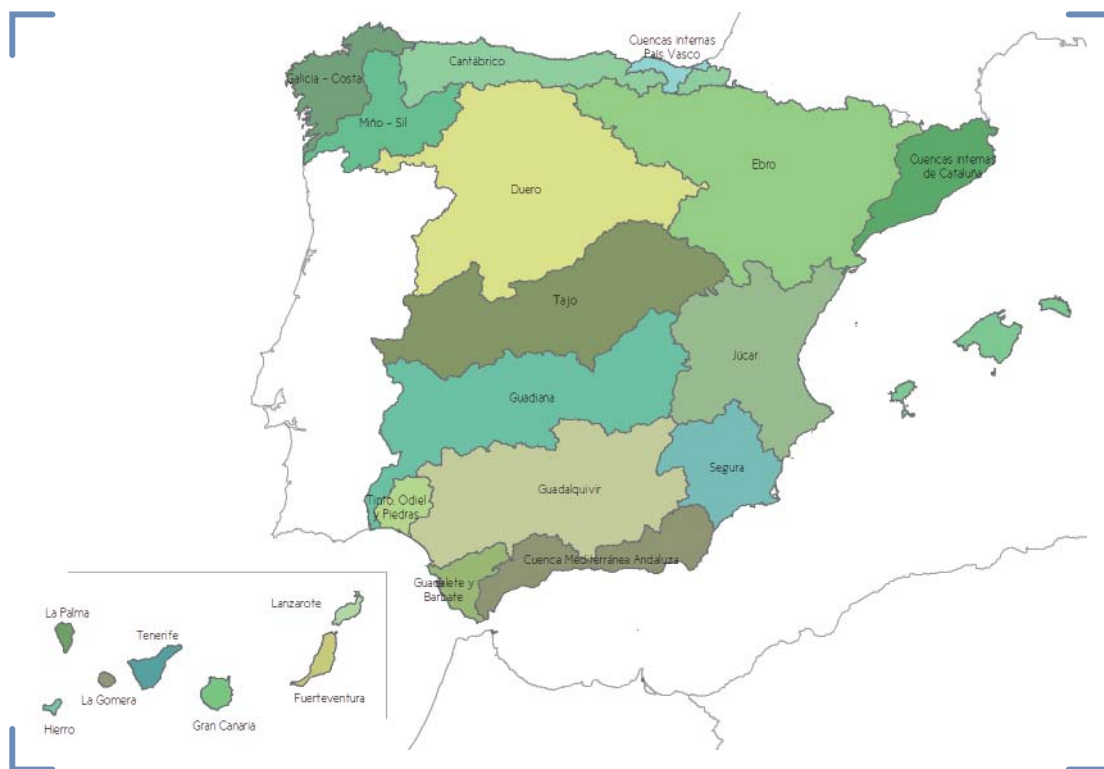 Cuencas internas
País Vasco
Cantábrico
Galicia - Costa
Miño - Sil
Ebro
Cuencas internas
de Cataluña
Duero
Tajo
Júcar
Guadiana
Segura
Guadalquivir
Tinto, Odiel
y Piedras
Cuenca Mediterránea Andaluza
Guadalete y
Barbate
Lanzarote
La Palma
Tenerife
La Gomera
Fuerteventura
Gran Canaria
Hierro